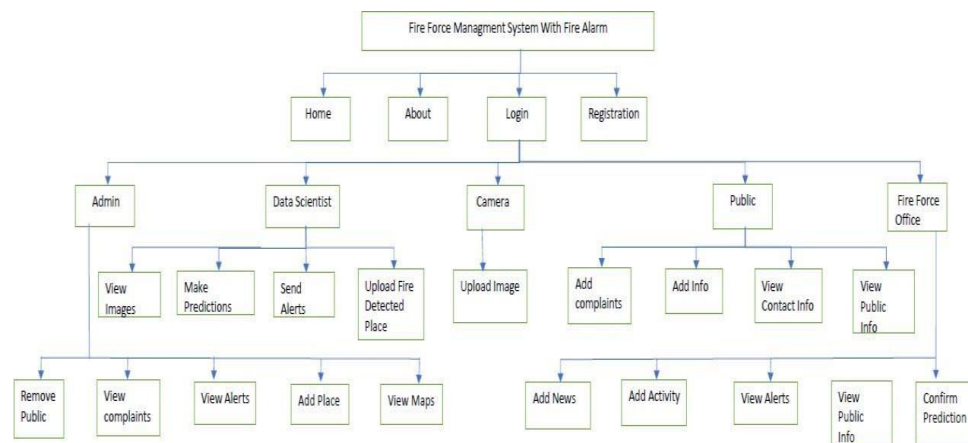 Fire Force Managment System With Fire Alarm
Home
About
Login
Registration
Admin
Data Scientist
Camera
Public
Fire Force
Office
View
Images
Make
Predictions
Send
Alerts
Upload Fire
Detected
Place
Upload Image
Add
complaints
Add Info
View
Contact Info
View
Public
Info
Remove
Public
View
complaints
View Alerts
Add Place
View Maps
Add News
Add Activity
View Alerts
View
Public
Info
Confirm
Prediction